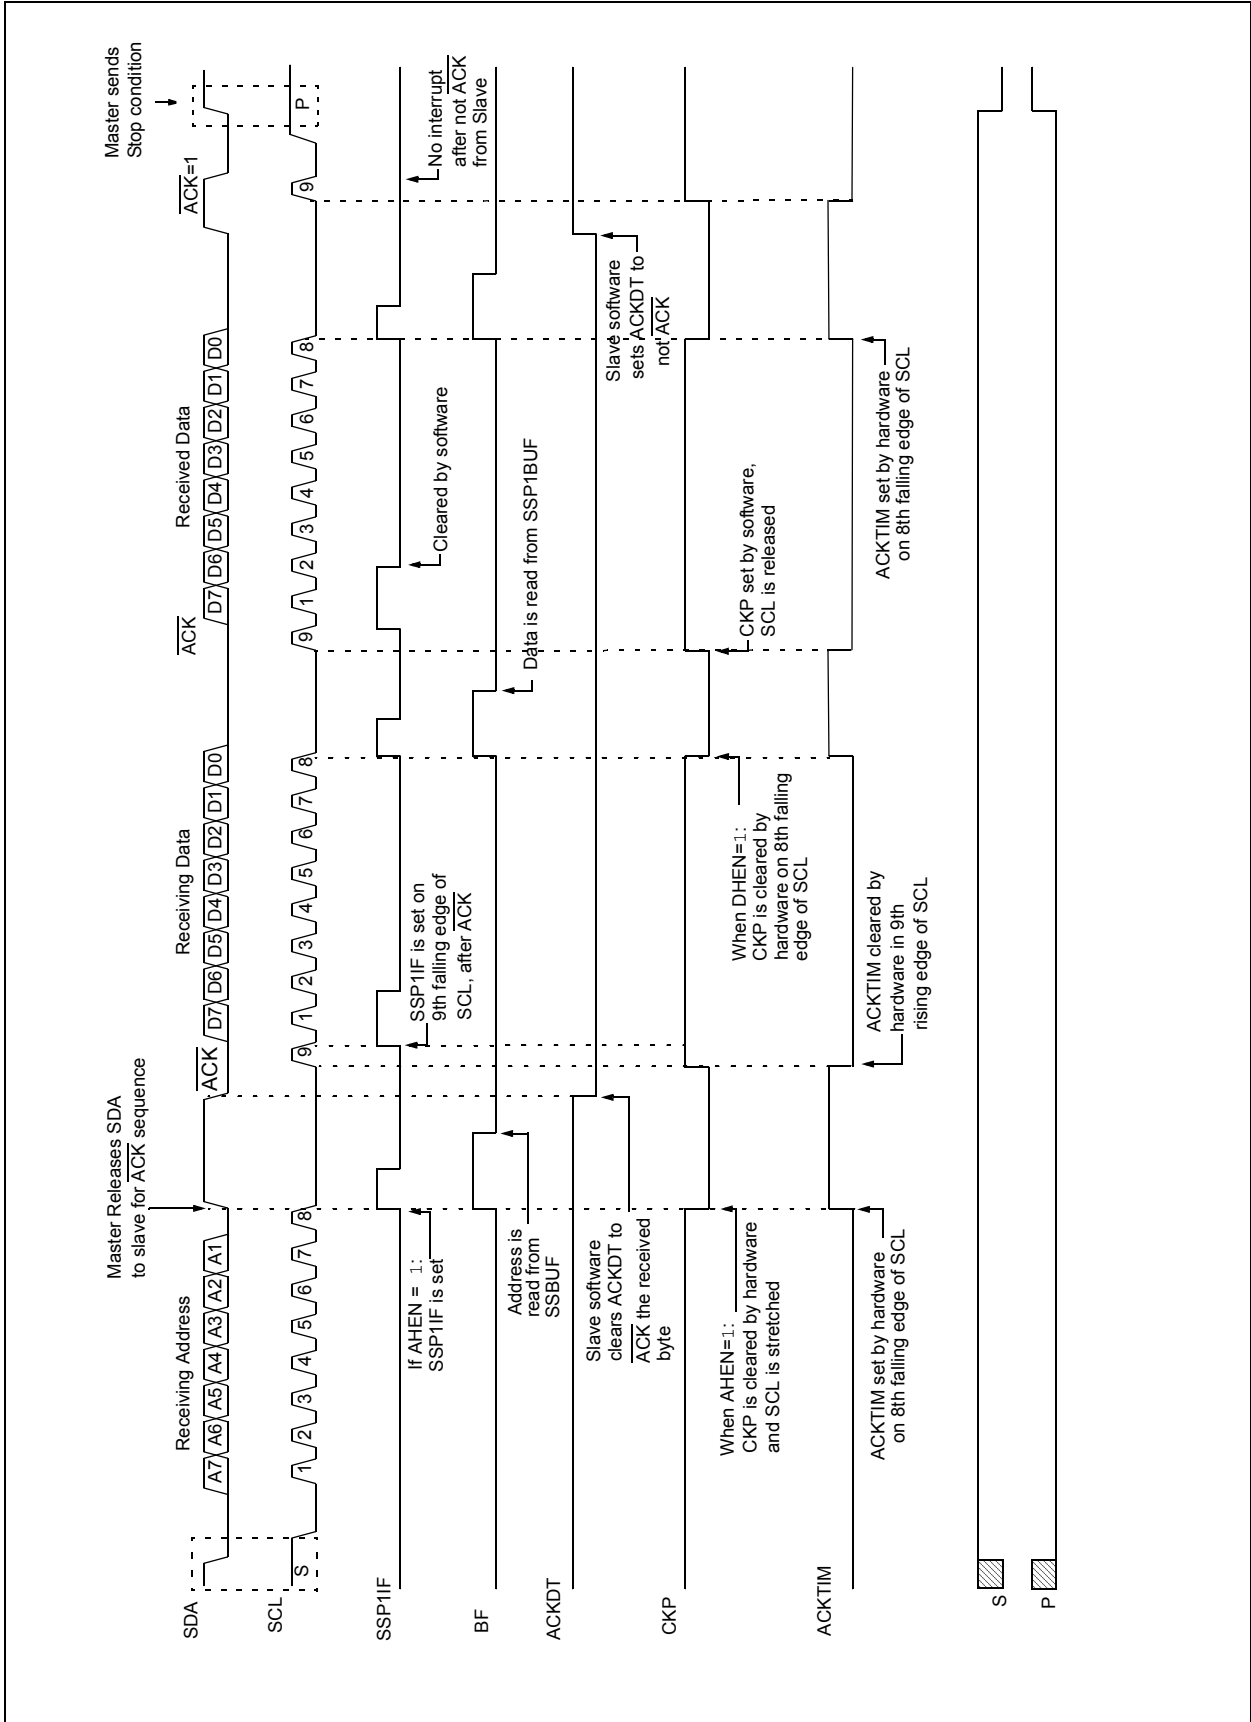 Master Releases SDA
to slave for ACK sequence
Master sends
Stop condition
Receiving Address
Receiving Data
Received Data
ACK
ACK
ACK=1
SDA
A7 A6 A5 A4 A3 A2 A1
D7 D6 D5 D4 D3 D2 D1 D0
D7 D6 D5 D4 D3 D2 D1 D0
SCL
S
1 2 3 4 5 6 7 8 9
1 2 3 4 5 6 7 8 9
1 2 3 4 5 6 7 8 9
P
SSP1IF
If AHEN = 1:
SSP1IF is set
SSP1IF is set on
9th falling edge of
SCL, after ACK
Cleared by software
No interrupt
after not ACK
from Slave
BF
Address is
read from
SSBUF
Data is read from SSP1BUF
ACKDT
Slave software
clears ACKDT to
ACK the received
byte
Slave software
sets ACKDT to
not ACK
CKP
When AHEN=1:
CKP is cleared by hardware
and SCL is stretched
When DHEN=1:
CKP is cleared by
hardware on 8th falling
edge of SCL
CKP set by software,
SCL is released
ACKTIM
ACKTIM set by hardware
on 8th falling edge of SCL
ACKTIM cleared by
hardware in 9th
rising edge of SCL
ACKTIM set by hardware
on 8th falling edge of SCL
S
P